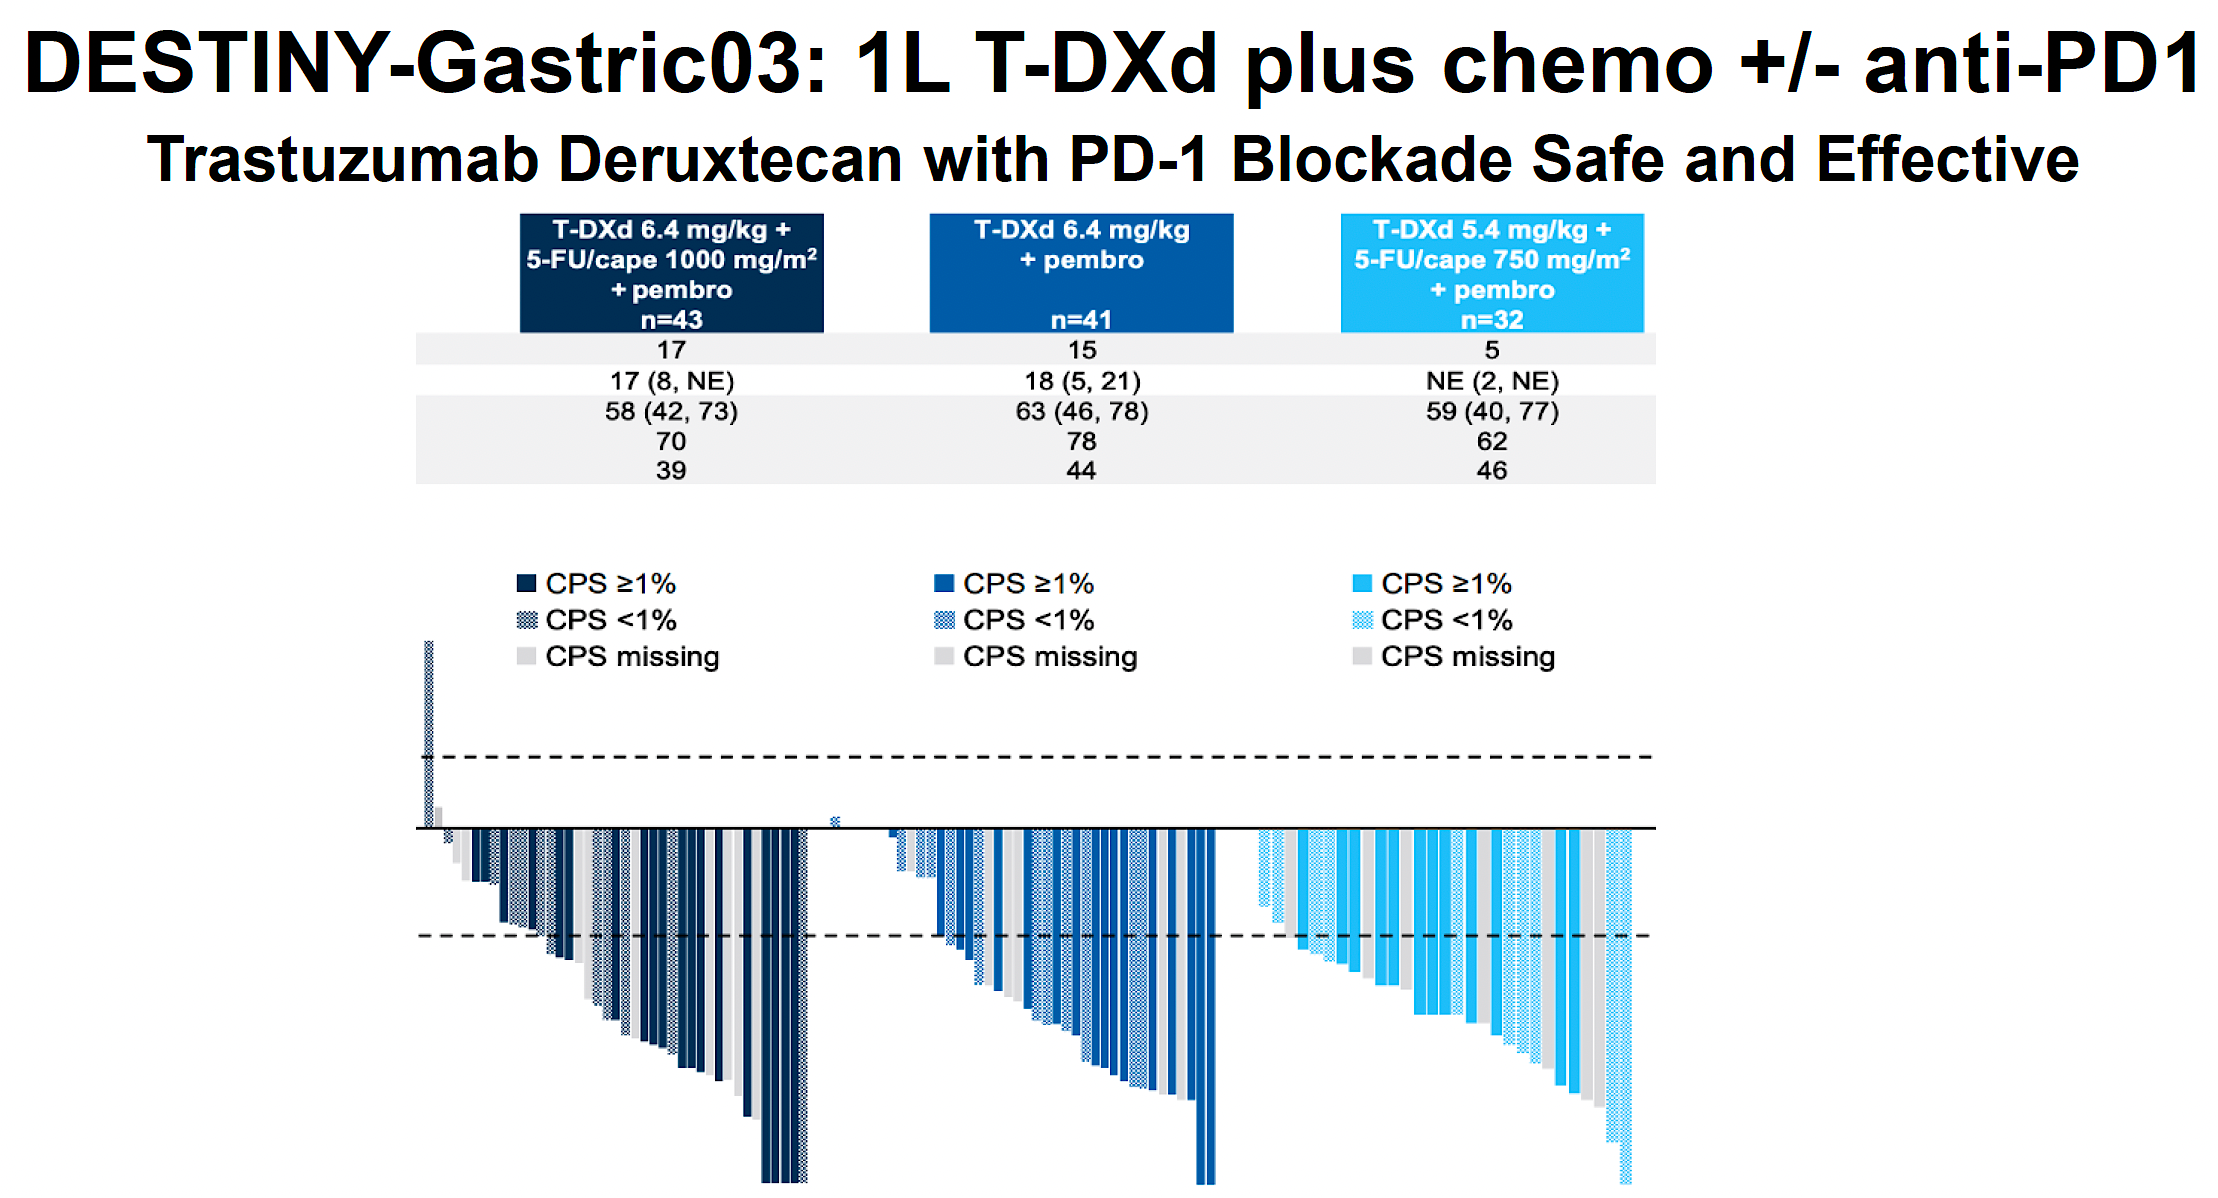 DESTINY-Gastric03: 1L T-DXd plus chemo +/- anti-PD1
Trastuzumab Deruxtecan with PD-1 Blockade Safe and Effective
T-DXd 6.4 mg/kg +
5-FU/cape 1000 mg/m²
+ pembro
n=43
T-DXd 6.4 mg/kg
+ pembro
n=41
T-DXd 5.4 mg/kg +
5-FU/cape 750 mg/m²
+ pembro
n=32
17 15 5
17 (8, NE) 18 (5, 21) NE (2, NE)
58 (42, 73) 63 (46, 78) 59 (40, 77)
70 78 62
39 44 46
CPS ≥1%
CPS <1%
CPS missing
CPS ≥1%
CPS <1%
CPS missing
CPS ≥1%
CPS <1%
CPS missing